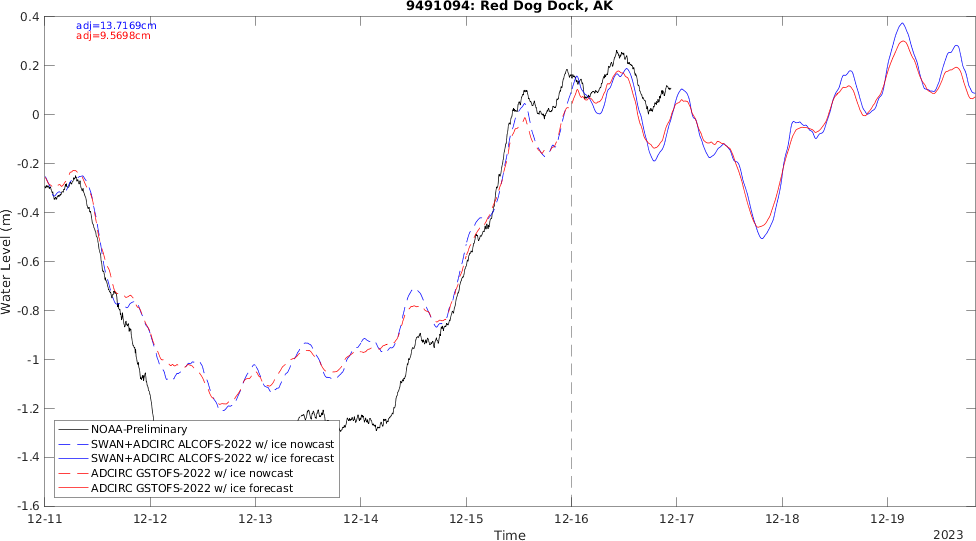 9491094: Red Dog Dock, AK
adj=13.7169cm
adj=9.5698cm
0.4
0.2
0
-0.2
-0.4
-0.6
-0.8
-1
-1.2
-1.4
-1.6
Water Level (m)
NOAA-Preliminary
SWAN+ADCIRC ALCOFS-2022 w/ ice nowcast
SWAN+ADCIRC ALCOFS-2022 w/ ice forecast
ADCIRC GSTOFS-2022 w/ ice nowcast
ADCIRC GSTOFS-2022 w/ ice forecast
12-11 12-12 12-13 12-14 12-15 12-16 12-17 12-18 12-19
Time
2023